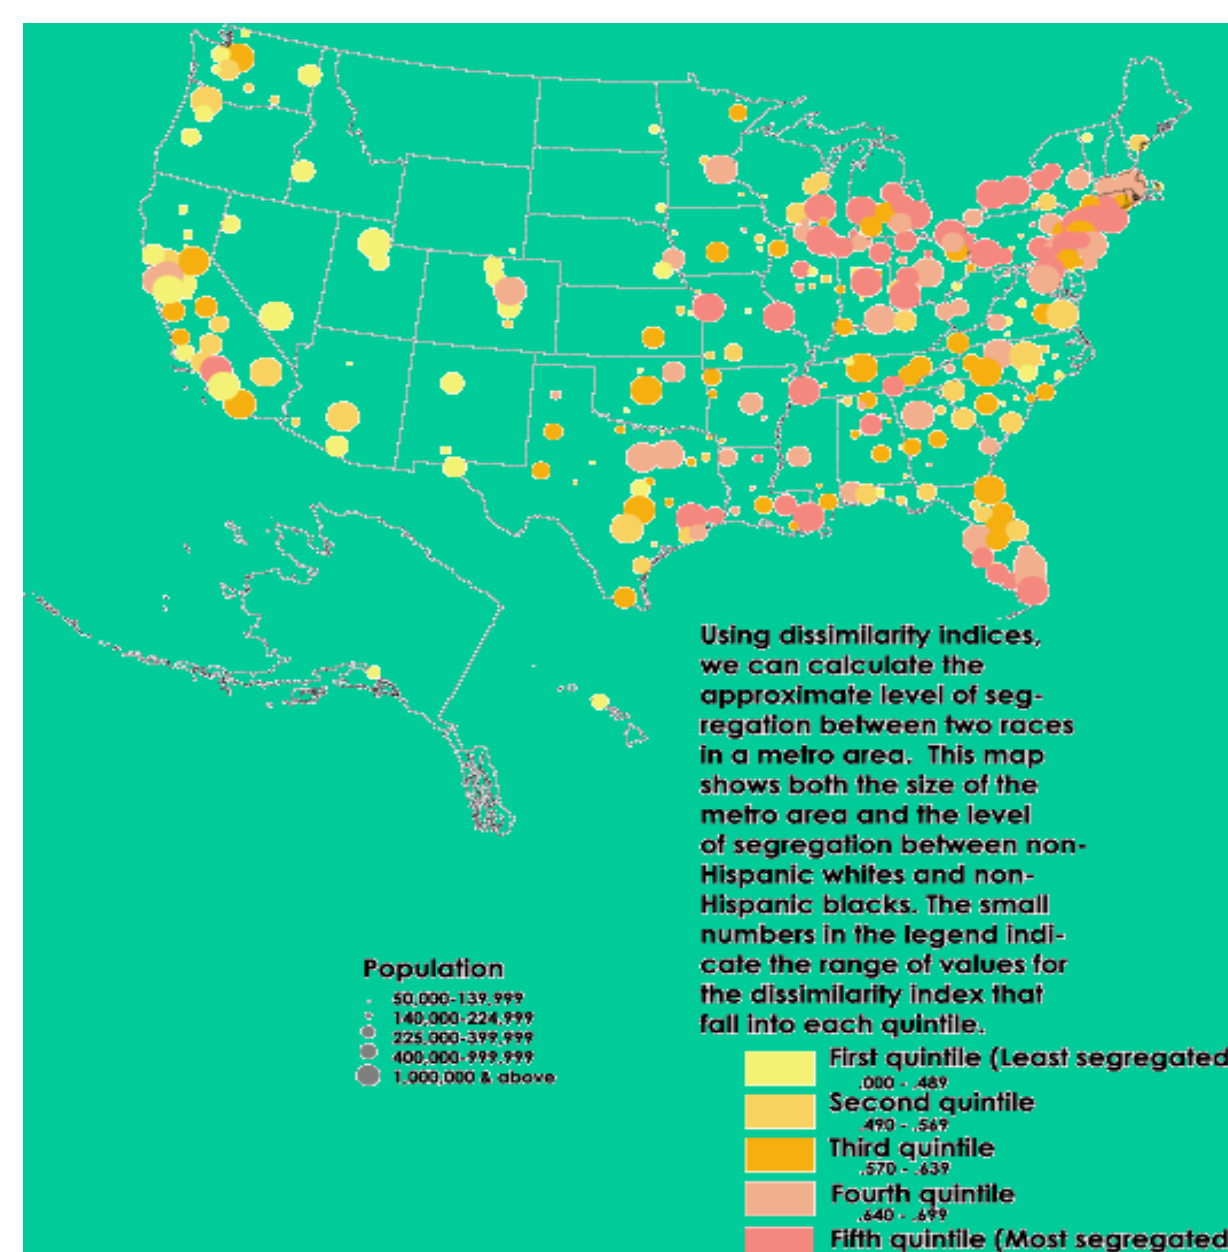 Using dissimilarity indices,
we can calculate the
approximate level of seg-
regation between two races
in a metro area. This map
shows both the size of the
metro area and the level
of segregation between non-
Hispanic whites and non-
Hispanic blacks. The small
numbers in the legend indi-
cate the range of values for
the dissimilarity index that
fall into each quintile.
Population
50,000-139,999
140,000-224,999
225,000-399,999
400,000-999,999
1,000,000 & above
First quintile (Least segregated
.000 - .489
Second quintile
.490 - .569
Third quintile
.570 - .639
Fourth quintile
.640 - .699
Fifth quintile (Most segregated